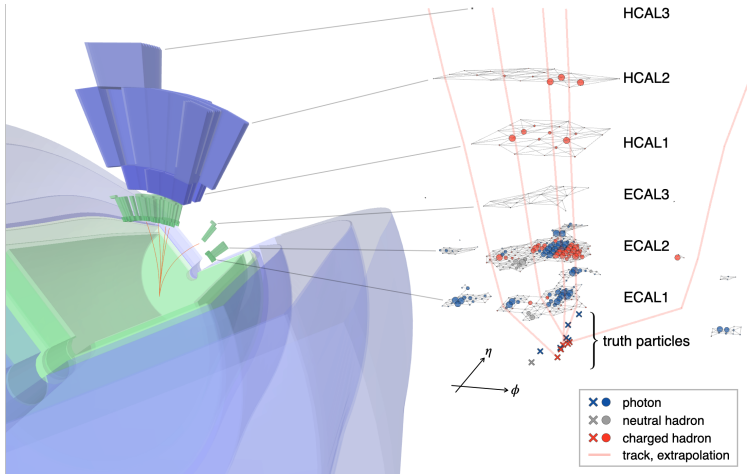 HCAL3
HCAL2
HCAL1
ECAL3
ECAL2
ECAL1
truth particles
η
ϕ
photon
neutral hadron
charged hadron
track, extrapolation